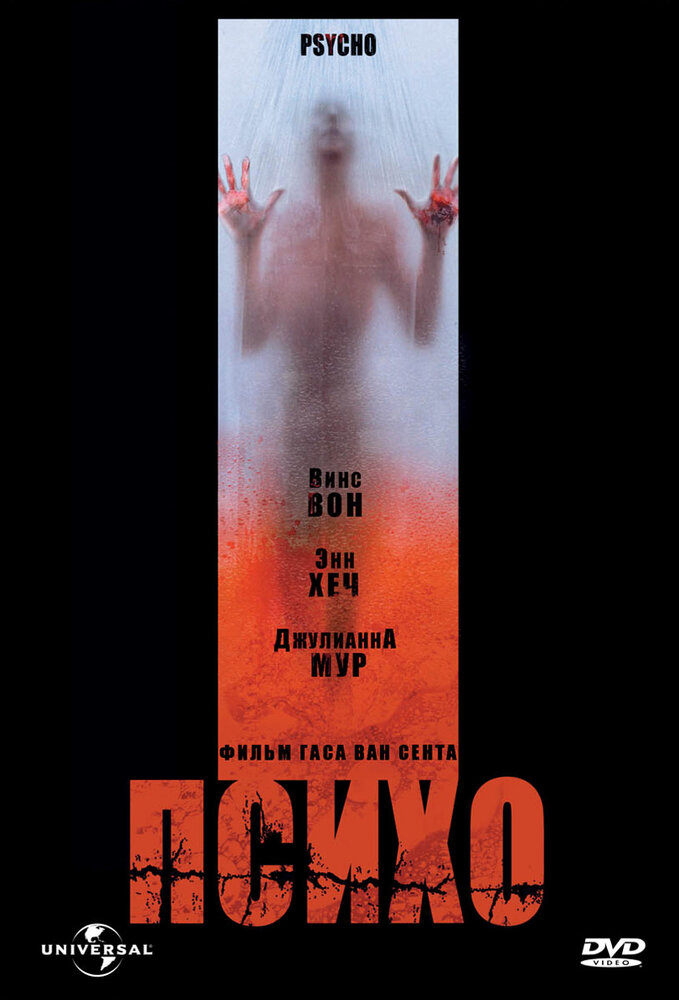 PSYCHO
Винс
ВОН
Энн
ХЕЧ
ДжулианнА
МУР
ФИЛЬМ ГАСА ВАН СЕНТА
ПСИХО
UNIVERSAL
DVD
VIDEO